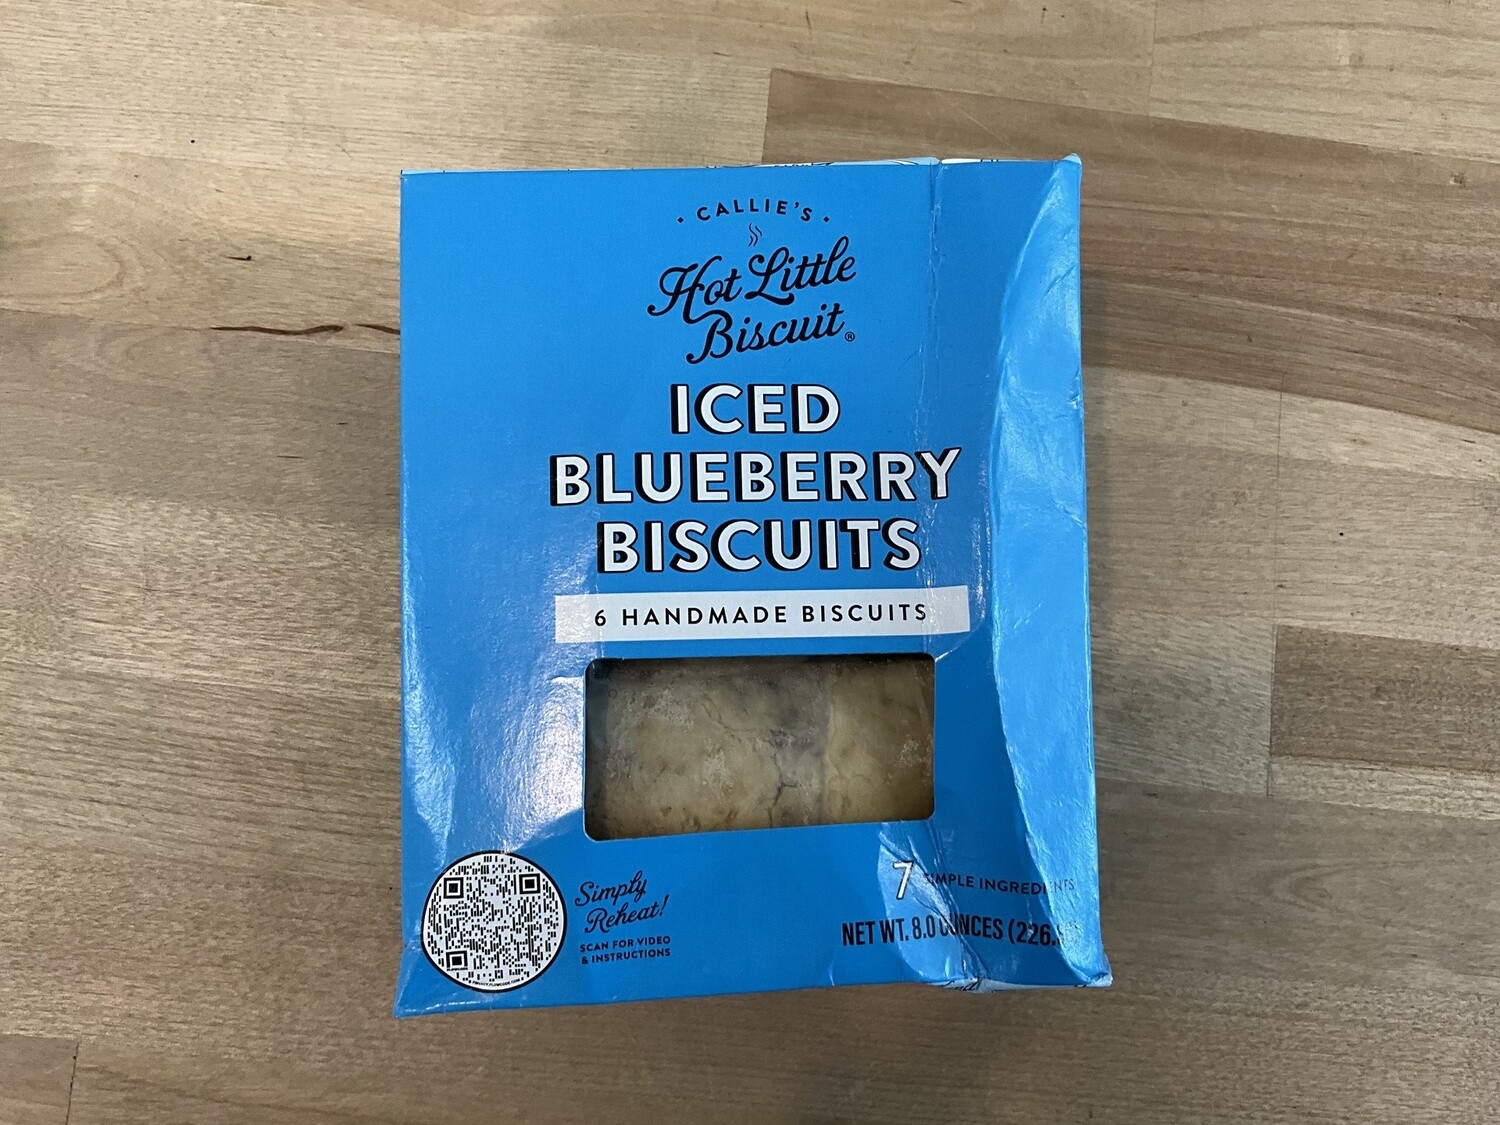 CALLIE'S
Hot Little
Biscuit®
ICED
BLUEBERRY
BISCUITS
6 HANDMADE BISCUITS
Simply
Reheat!
SCAN FOR VIDEO
& INSTRUCTIONS
7 SIMPLE INGREDIENTS
NET WT. 8.0 OUNCES (226.